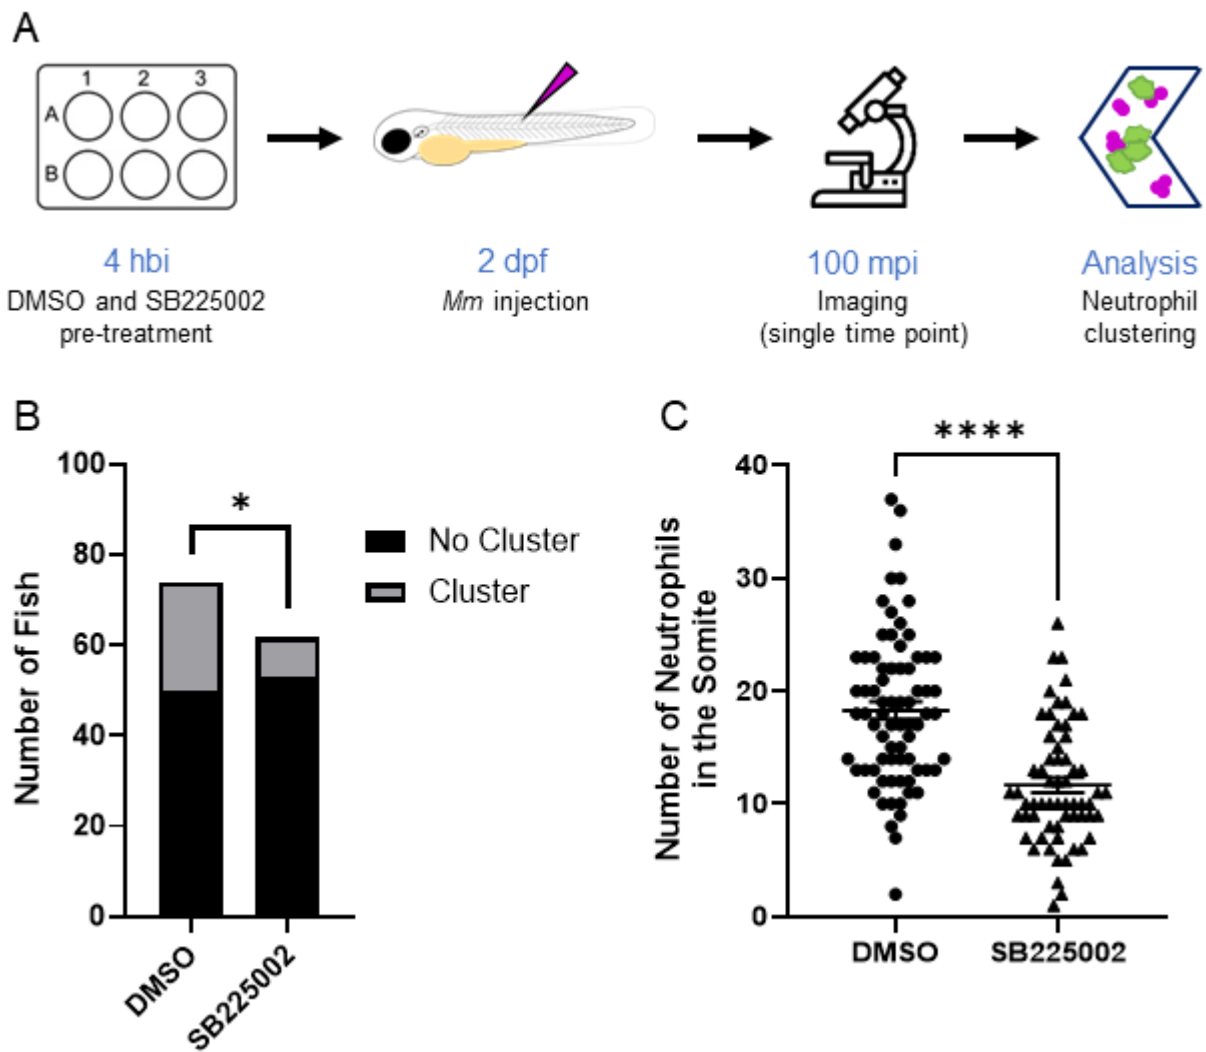 A
1 2 3
A
B
4 hbi
DMSO and SB225002
pre-treatment
2 dpf
Mm injection
100 mpi
Imaging
(single time point)
Analysis
Neutrophil
clustering
B
Number of Fish
100
80
60
40
20
0
*
No Cluster
Cluster
DMSO
SB225002
C
Number of Neutrophils
in the Somite
40
30
20
10
0
****
DMSO
SB225002